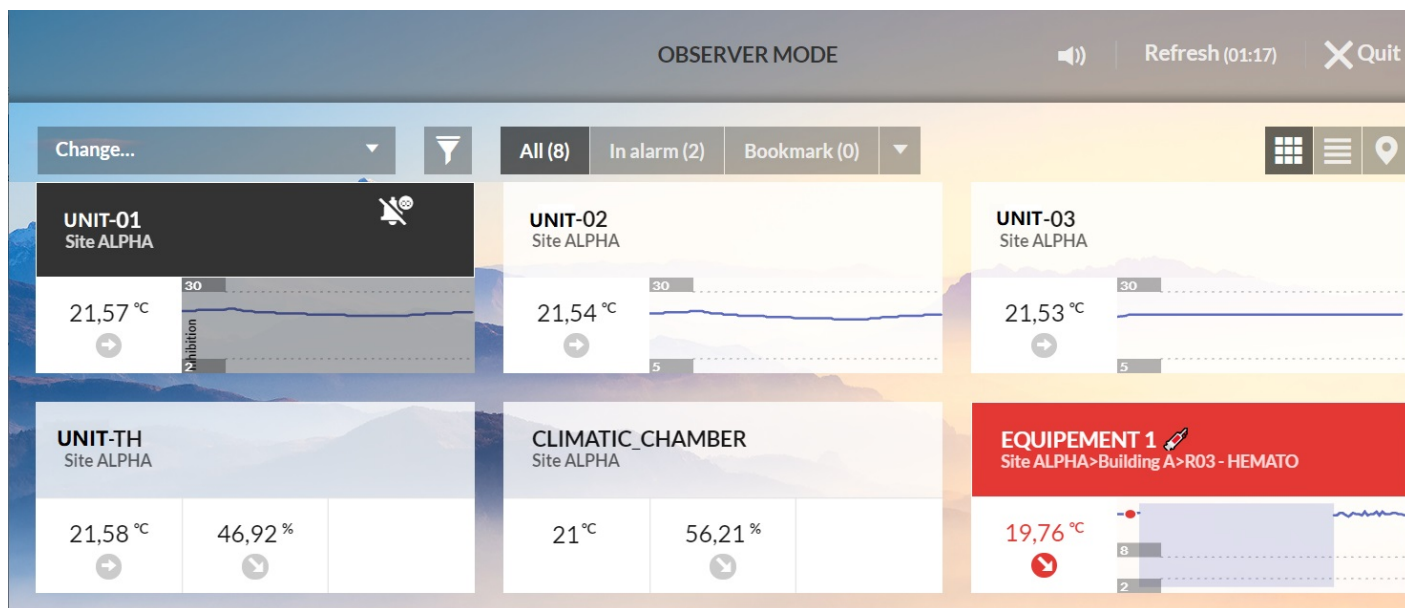 OBSERVER MODE
Refresh (01:17)
Quit
Change...
All (8)
In alarm (2)
Bookmark (0)
UNIT-01
Site ALPHA
21,57 °C
30
Inhibition
2
UNIT-02
Site ALPHA
21,54 °C
30
5
UNIT-03
Site ALPHA
21,53 °C
30
5
UNIT-TH
Site ALPHA
21,58 °C
46,92 %
CLIMATIC_CHAMBER
Site ALPHA
21°C
56,21 %
EQUIPEMENT 1
Site ALPHA>Building A>R03 - HEMATO
19,76 °C
8
2